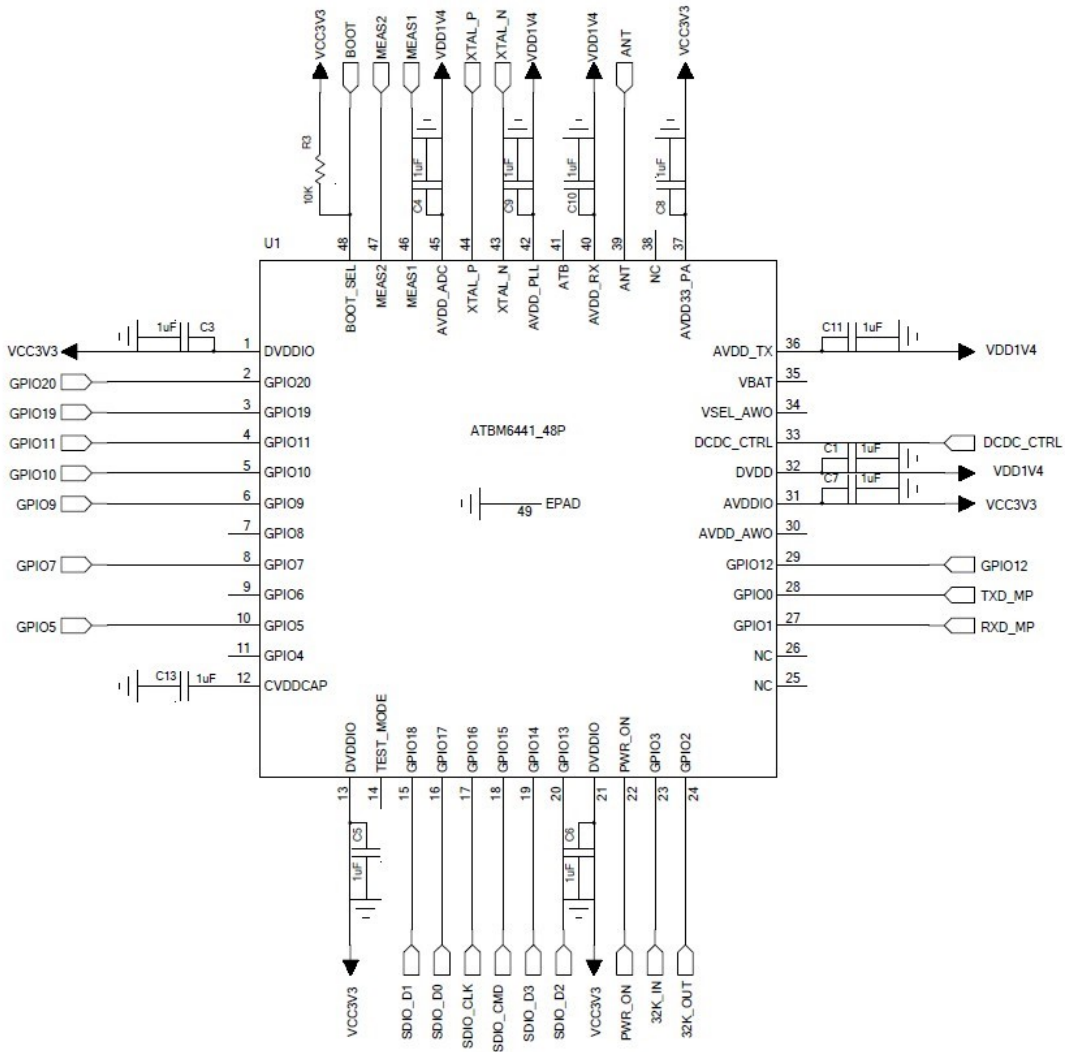 VCC3V3
BOOT
MEAS2
MEAS1
VDD1V4
XTAL_P
XTAL_N
VDD1V4
VDD1V4
ANT
VCC3V3
R3
10K
1uF
C4
1uF
C9
1uF
C10
1uF
C8
U1
48 47 46 45 44 43 42 41 40 39 38 37
BOOT_SEL
MEAS2
MEAS1
AVDD_ADC
XTAL_P
XTAL_N
AVDD_PLL
ATB
AVDD_RX
ANT
NC
AVDD33_PA
1uF C3
VCC3V3 1 DVDDIO
GPIO20 2 GPIO20
GPIO19 3 GPIO19
GPIO11 4 GPIO11
GPIO10 5 GPIO10
GPIO9 6 GPIO9
7 GPIO8
GPIO7 8 GPIO7
9 GPIO6
GPIO5 10 GPIO5
11 GPIO4
C13 1uF 12 CVDDCAP
ATBM6441_48P
49 EPAD
C11 1uF
AVDD_TX 36 VDD1V4
VBAT 35
VSEL_AWO 34
DCDC_CTRL 33 DCDC_CTRL
C1 1uF
DVDD 32 VDD1V4
C7 1uF
AVDDIO 31 VCC3V3
AVDD_AWO 30
GPIO12 29 GPIO12
GPIO0 28 TXD_MP
GPIO1 27 RXD_MP
NC 26
NC 25
DVDDIO
TEST_MODE
GPIO18
GPIO17
GPIO16
GPIO15
GPIO14
GPIO13
DVDDIO
PWR_ON
GPIO3
GPIO2
13 14 15 16 17 18 19 20 21 22 23 24
C5
1uF
C6
1uF
VCC3V3
SDIO_D1
SDIO_D0
SDIO_CLK
SDIO_CMD
SDIO_D3
SDIO_D2
VCC3V3
PWR_ON
32K_IN
32K_OUT